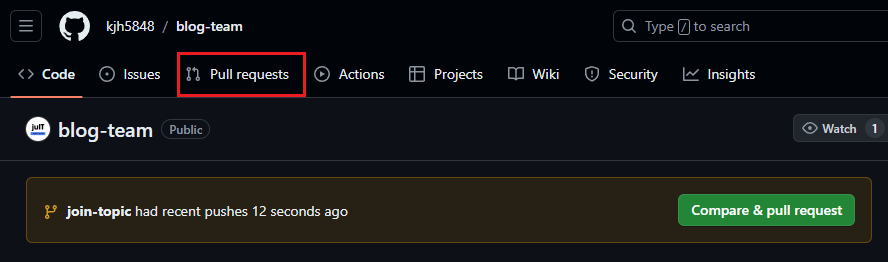 kjh5848 / blog-team
Type / to search
Code Issues Pull requests Actions Projects Wiki Security Insights
juIT blog-team Public
Watch 1
join-topic had recent pushes 12 seconds ago
Compare & pull request